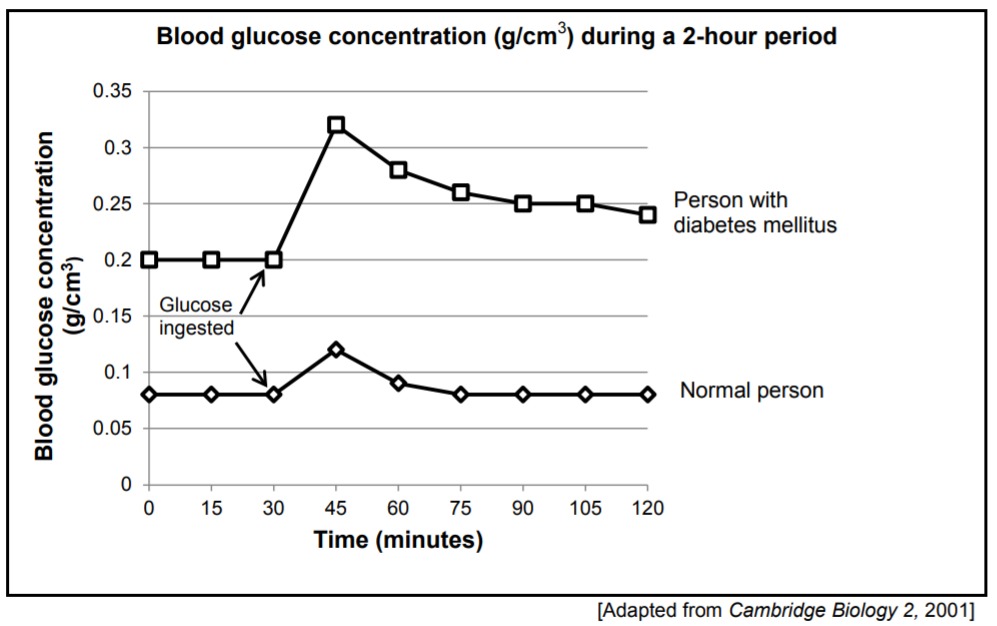 Blood glucose concentration (g/cm³) during a 2-hour period
Blood glucose concentration
(g/cm³)
0.35
0.3
0.25
0.2
0.15
0.1
0.05
0
Person with
diabetes mellitus
Glucose
ingested
Normal person
0 15 30 45 60 75 90 105 120
Time (minutes)
[Adapted from Cambridge Biology 2, 2001]